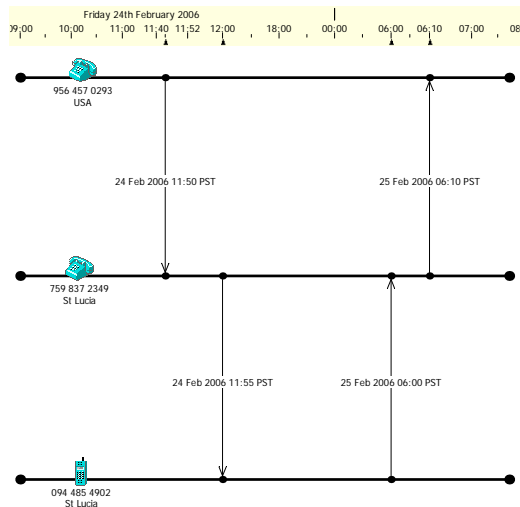 Friday 24th February 2006
09:00 10:00 11:00 11:40 11:52 12:00 18:00 00:00 06:00 06:10 07:00 08
956 457 0293
USA
24 Feb 2006 11:50 PST
25 Feb 2006 06:10 PST
759 837 2349
St Lucia
24 Feb 2006 11:55 PST
25 Feb 2006 06:00 PST
094 485 4902
St Lucia